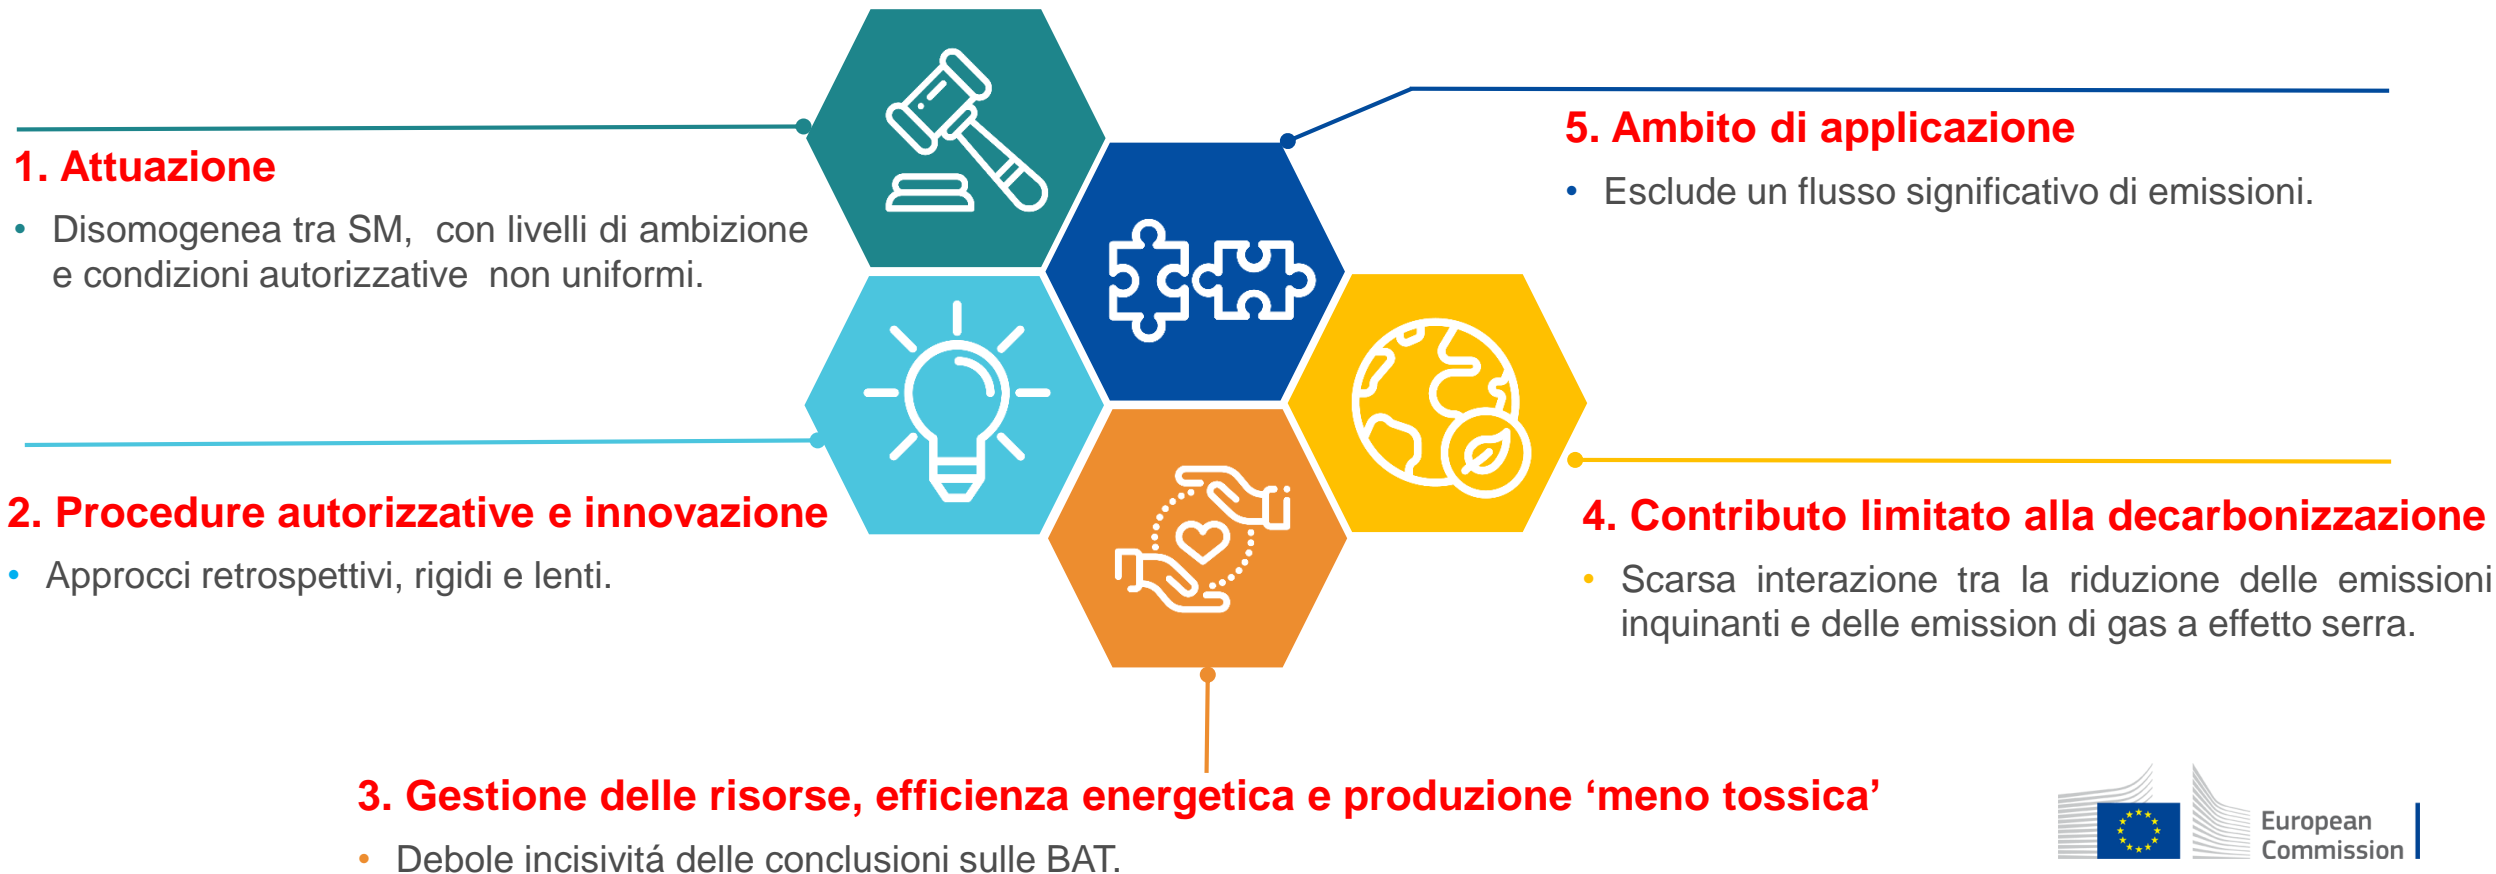 1. Attuazione
• Disomogenea tra SM, con livelli di ambizione
e condizioni autorizzative non uniformi.
2. Procedure autorizzative e innovazione
• Approcci retrospettivi, rigidi e lenti.
3. Gestione delle risorse, efficienza energetica e produzione ‘meno tossica’
• Debole incisivitá delle conclusioni sulle BAT.
4. Contributo limitato alla decarbonizzazione
• Scarsa interazione tra la riduzione delle emissioni
inquinanti e delle emission di gas a effetto serra.
5. Ambito di applicazione
• Esclude un flusso significativo di emissioni.
European
Commission